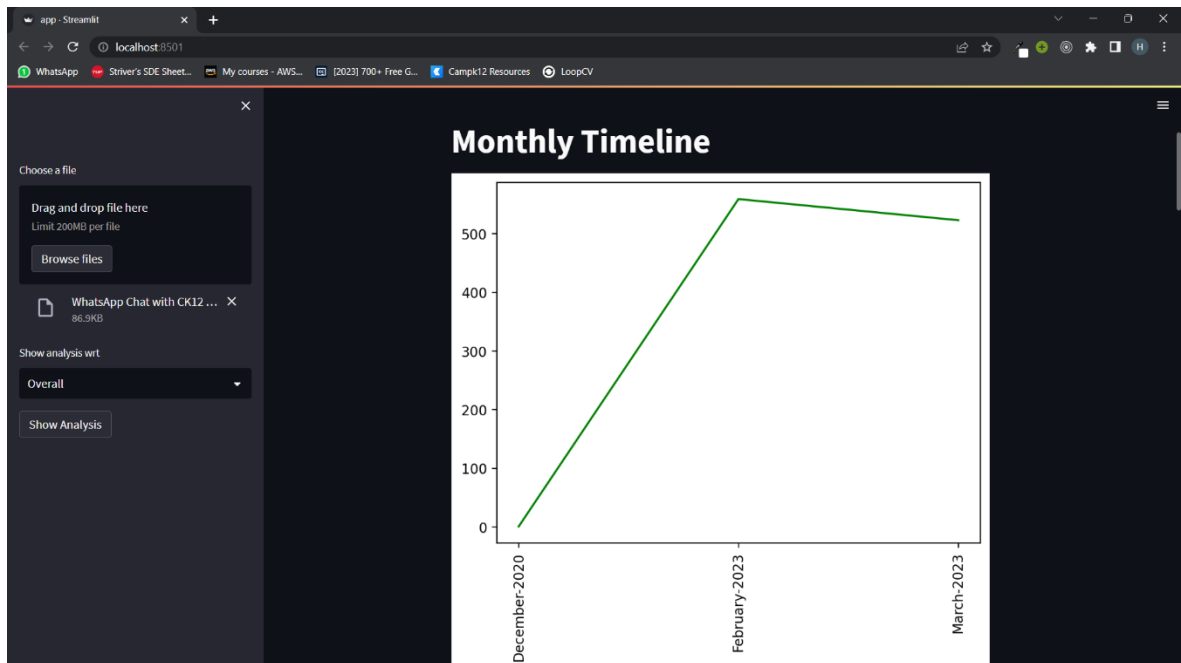 app - Streamlit
localhost:8501
WhatsApp
Striver's SDE Sheet...
My courses - AWS...
[2023] 700+ Free G...
Campk12 Resources
LoopCV
H
Choose a file
Drag and drop file here
Limit 200MB per file
Browse files
WhatsApp Chat with CK12 ...
86.9KB
Show analysis wrt
Overall
Show Analysis
Monthly Timeline
500
400
300
200
100
0
December-2020
February-2023
March-2023